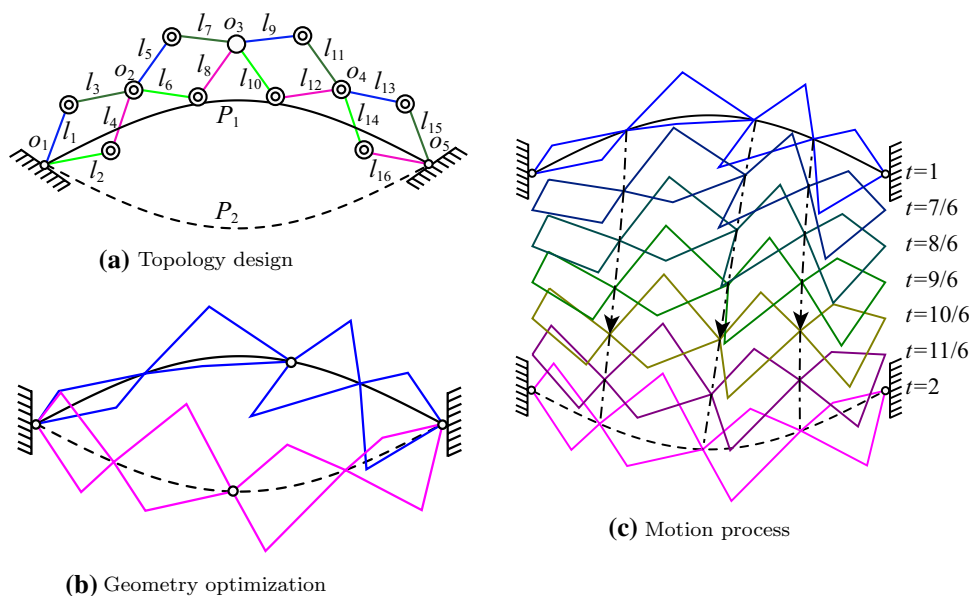 l₇ o₃ l₉
l₅ l₁₁
l₃ o₂ l₈ o₄
l₆ l₁₀ l₁₂ l₁₃
l₁ l₄ P₁ l₁₄ l₁₅
o₁ o₅
l₂ l₁₆
P₂
(a) Topology design
(b) Geometry optimization
t=1
t=7/6
t=8/6
t=9/6
t=10/6
t=11/6
t=2
(c) Motion process